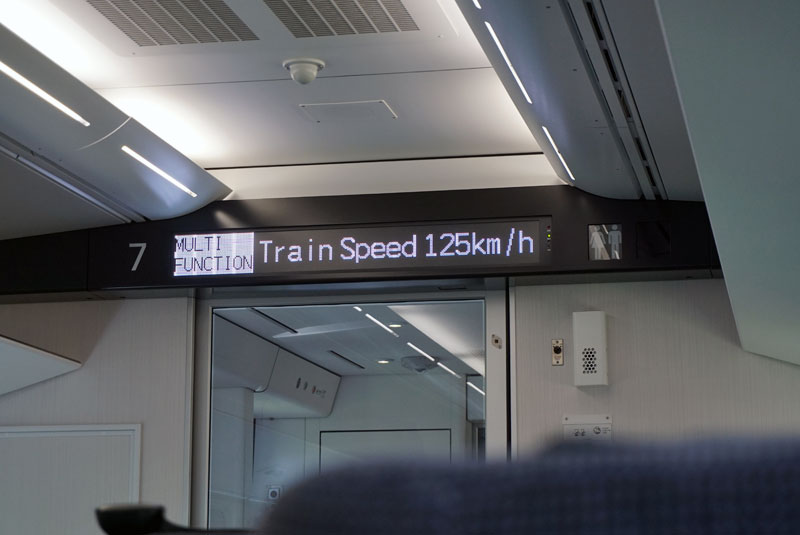 7
MULTI
FUNCTION
Train Speed 125km/h